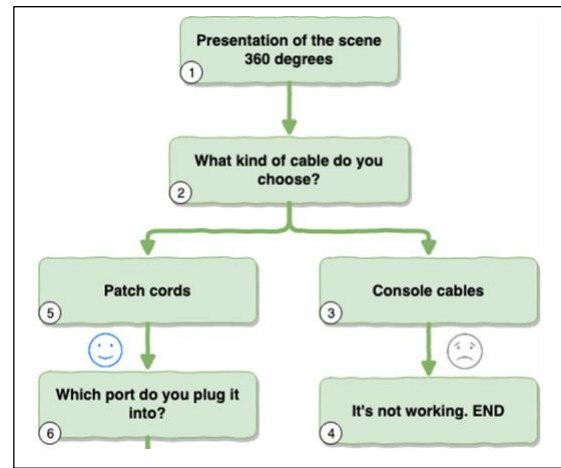 Presentation of the scene
360 degrees
1
What kind of cable do you
choose?
2
Patch cords
5
Console cables
3
Which port do you plug it
into?
6
It's not working. END
4